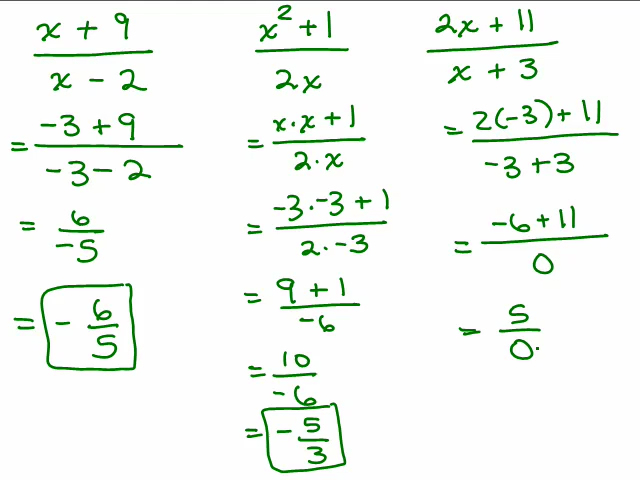 x + 9
x - 2
= -3 + 9
-3 - 2
= 6
-5
= - 6
5
x² + 1
2x
= x · x + 1
2 · x
= -3 · -3 + 1
2 · -3
= 9 + 1
-6
= 10
-6
= - 5
3
2x + 11
x + 3
= 2(-3) + 11
-3 + 3
= -6 + 11
0
= 5
0